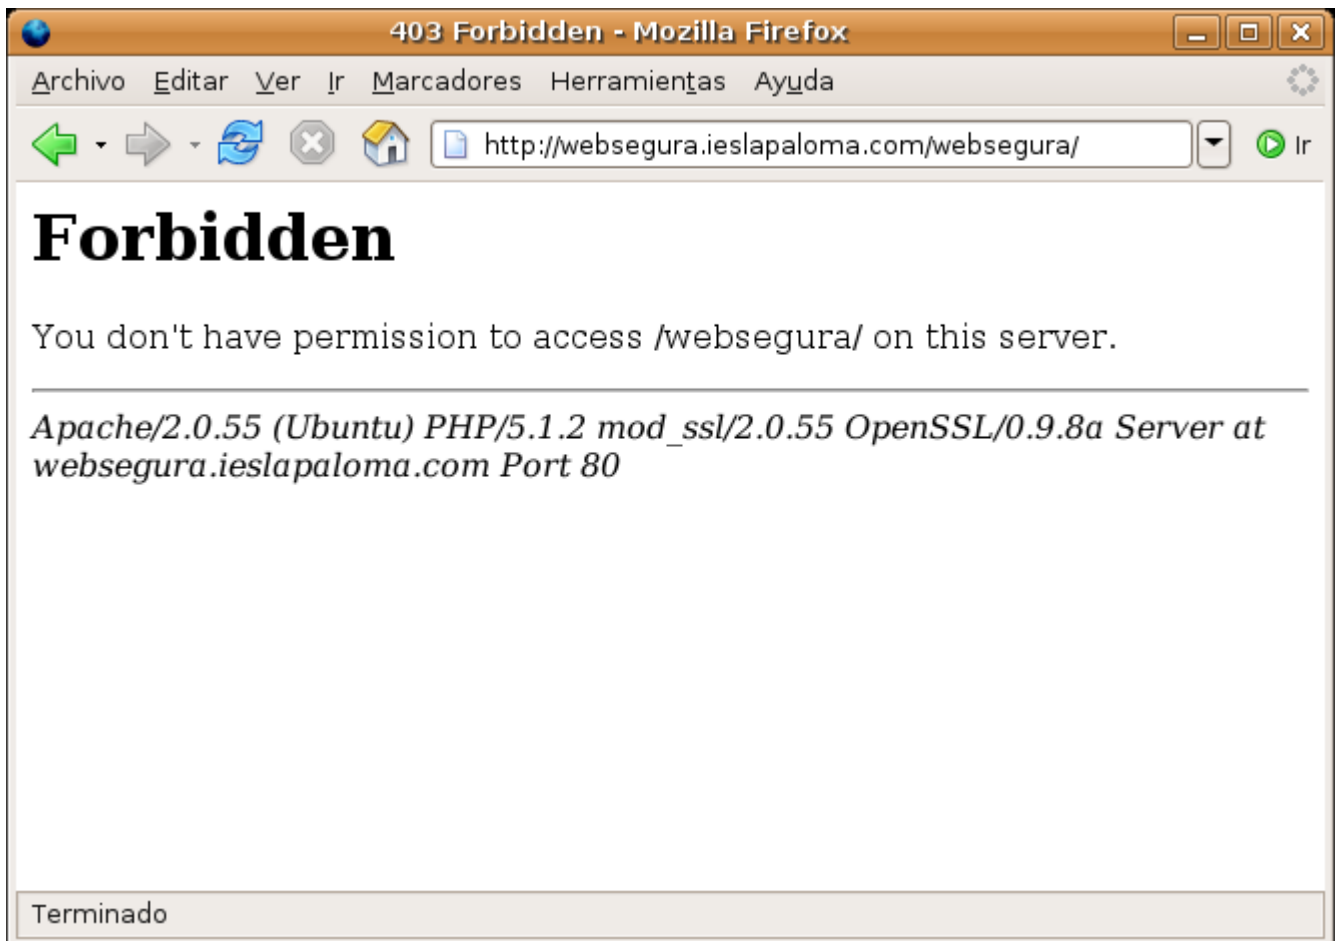 403 Forbidden - Mozilla Firefox
Archivo Editar Ver Ir Marcadores Herramientas Ayuda
http://websegura.ieslapaloma.com/websegura/ Ir
Forbidden
You don't have permission to access /websegura/ on this server.
Apache/2.0.55 (Ubuntu) PHP/5.1.2 mod_ssl/2.0.55 OpenSSL/0.9.8a Server at
websegura.ieslapaloma.com Port 80
Terminado